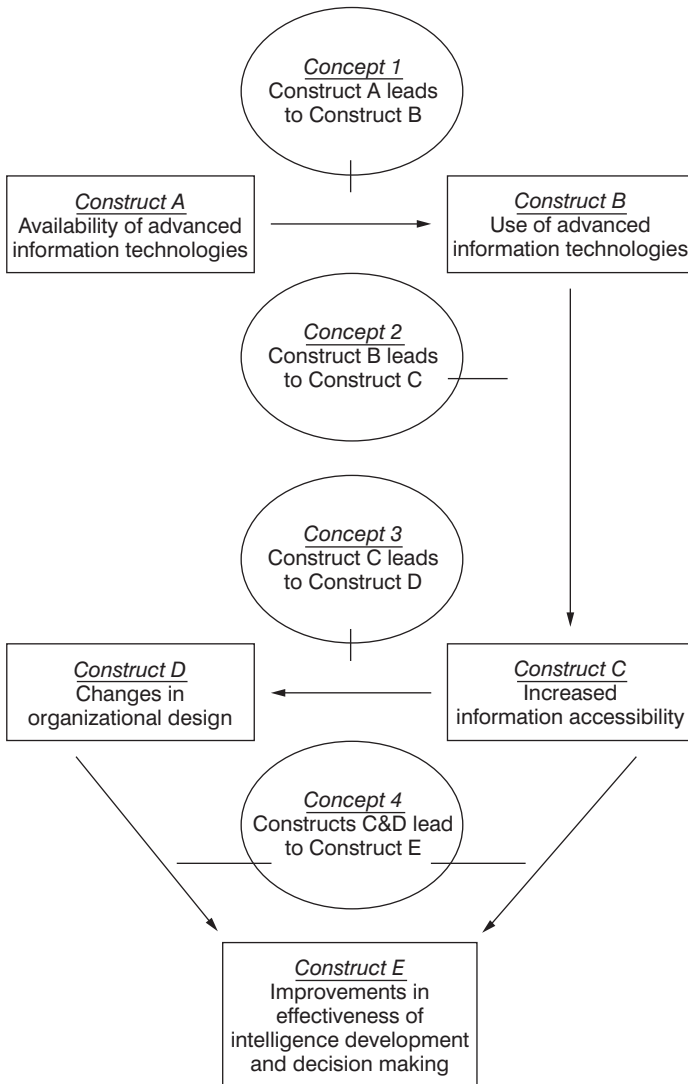 Concept 1
Construct A leads
to Construct B
Construct A
Availability of advanced
information technologies
Construct B
Use of advanced
information technologies
Concept 2
Construct B leads
to Construct C
Concept 3
Construct C leads
to Construct D
Construct D
Changes in
organizational design
Construct C
Increased
information accessibility
Concept 4
Constructs C&D lead
to Construct E
Construct E
Improvements in
effectiveness of
intelligence development
and decision making